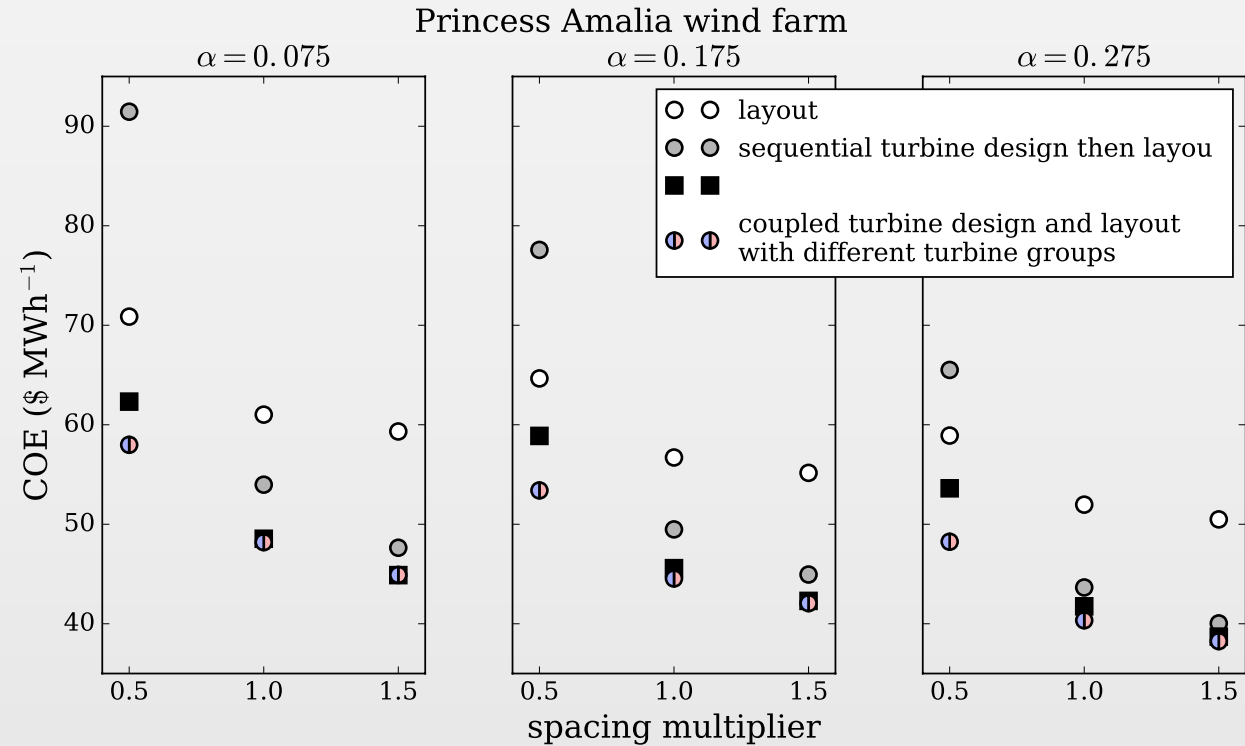 Princess Amalia wind farm
α = 0.075
α = 0.175
α = 0.275
layout
sequential turbine design then layou
coupled turbine design and layout
with different turbine groups
90
80
70
60
50
40
COE ($ MWh⁻¹)
0.5 1.0 1.5
0.5 1.0 1.5
0.5 1.0 1.5
spacing multiplier